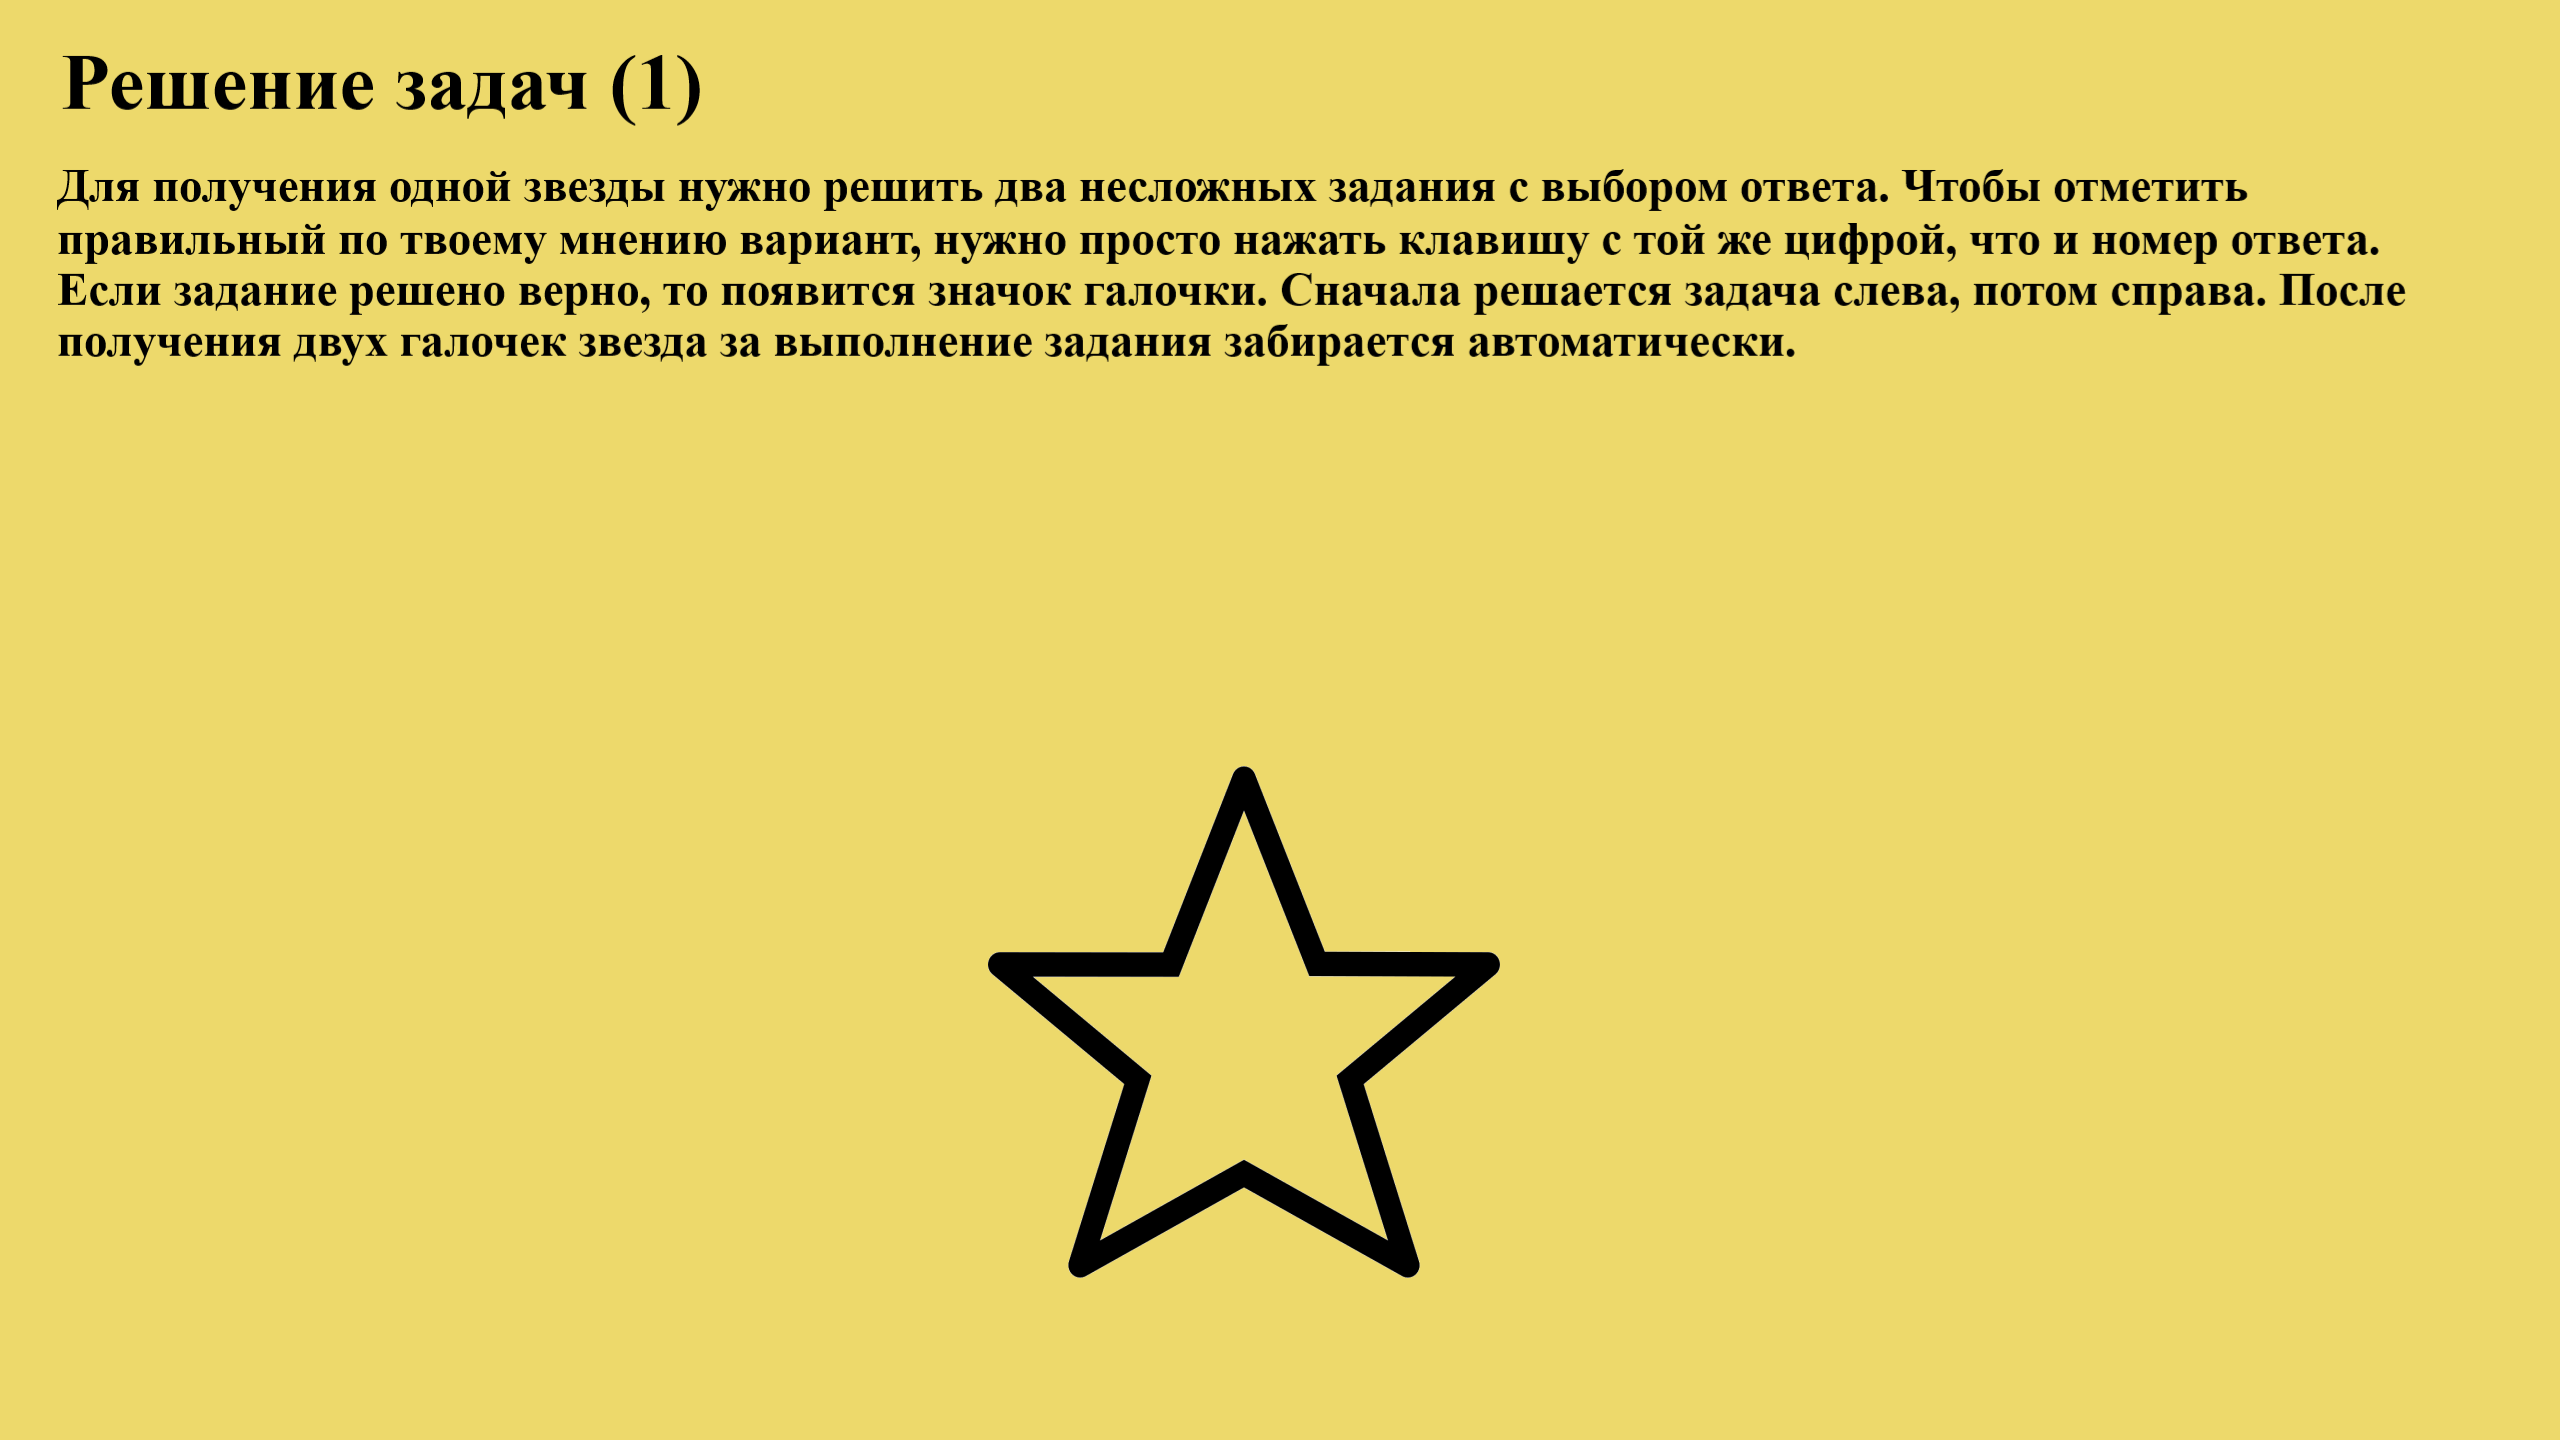 Решение задач (1)
Для получения одной звезды нужно решить два несложных задания с выбором ответа. Чтобы отметить
правильный по твоему мнению вариант, нужно просто нажать клавишу с той же цифрой, что и номер ответа.
Если задание решено верно, то появится значок галочки. Сначала решается задача слева, потом справа. После
получения двух галочек звезда за выполнение задания забирается автоматически.